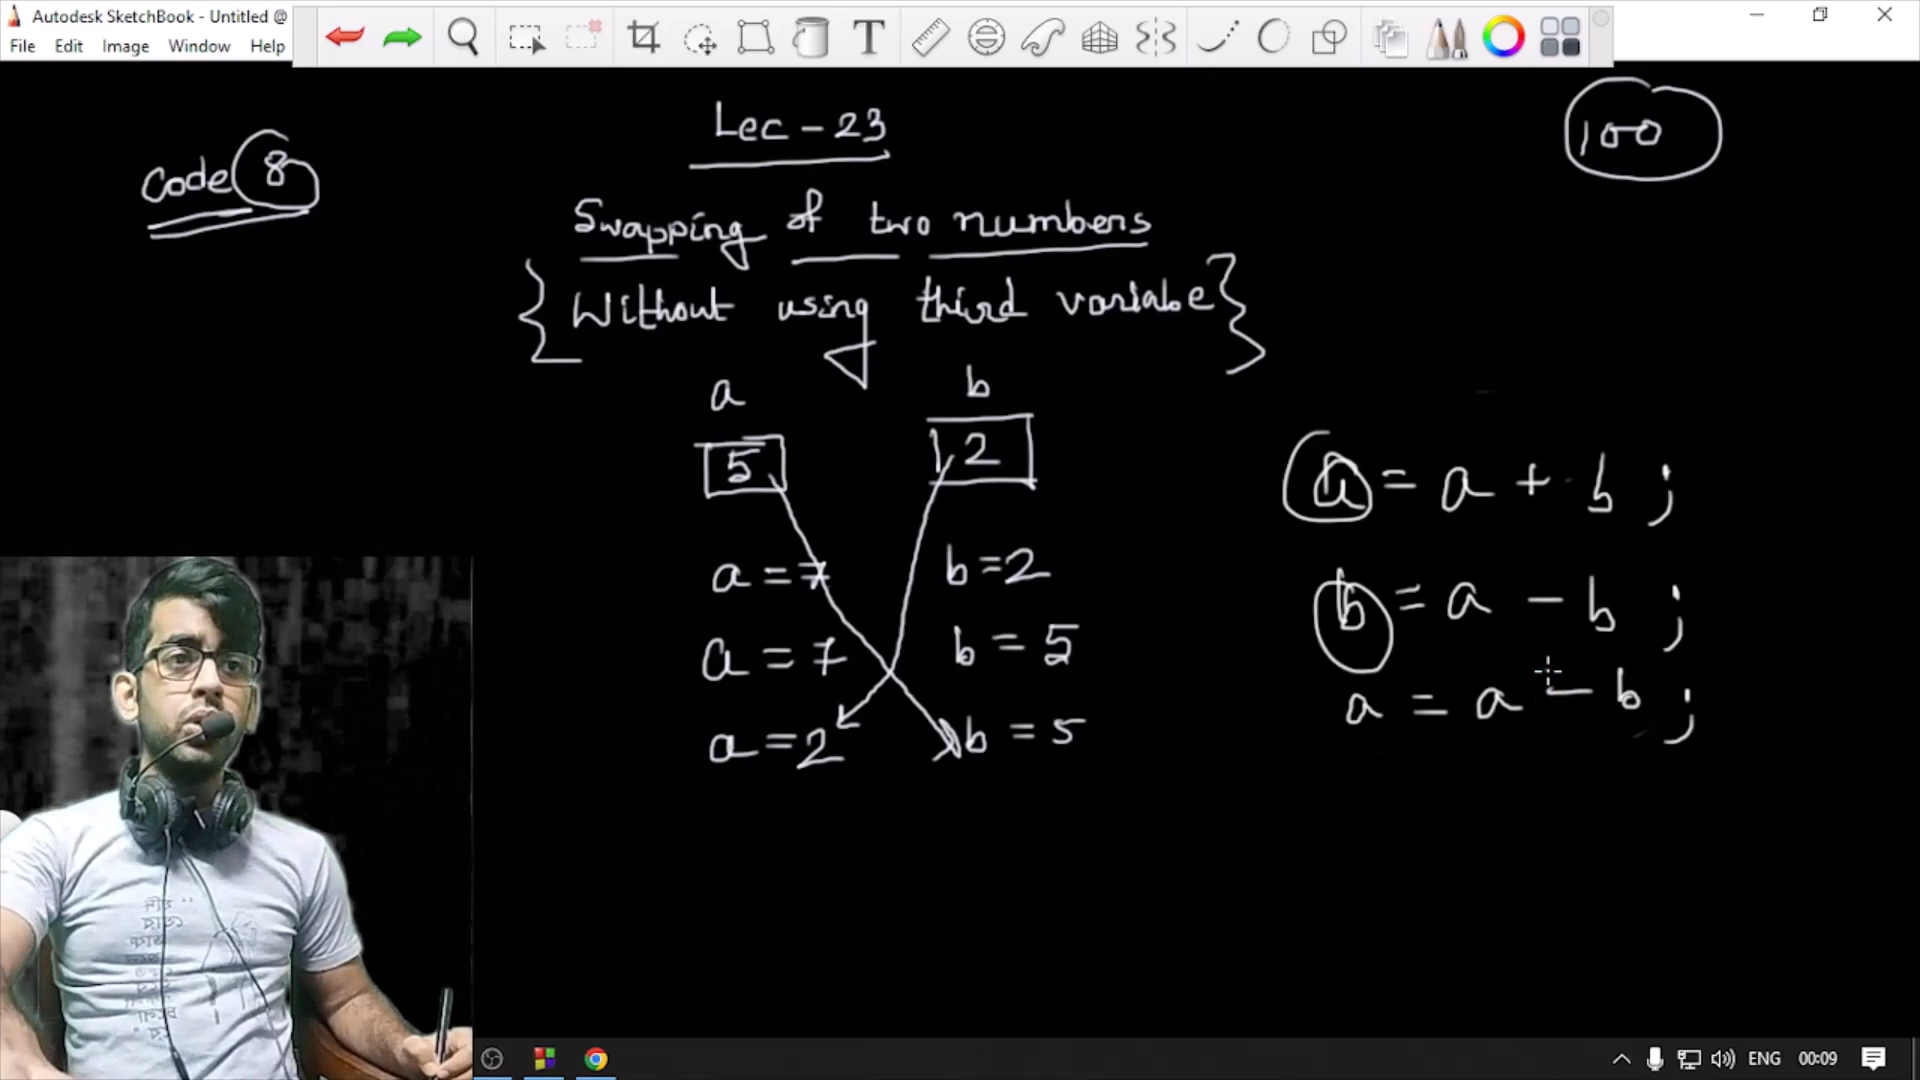 Autodesk SketchBook - Untitled @
File Edit Image Window Help
T
Lec - 23
100
Code 8
Swapping of two numbers
{ Without using third variabe }
a b
5 2
a = a + b ;
a = 7 b = 2
b = a - b ;
a = 7 b = 5
a = a - b ;
a = 2 b = 5
ENG 00:09